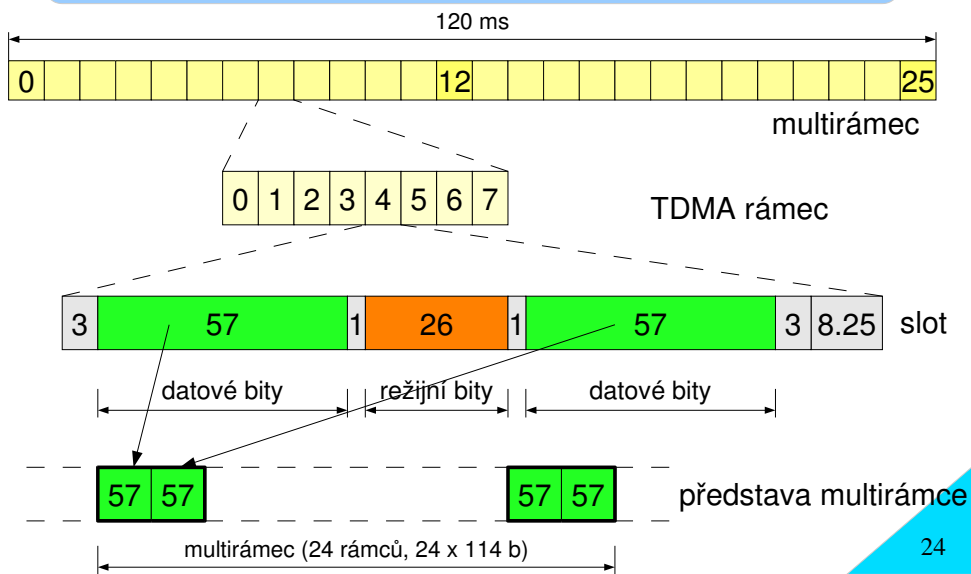 120 ms
0 12 25
multirámec
0 1 2 3 4 5 6 7
TDMA rámec
3 57 1 26 1 57 3 8.25 slot
datové bity režijní bity datové bity
57 57 57 57 představa multirámce
multirámec (24 rámců, 24 x 114 b)
24